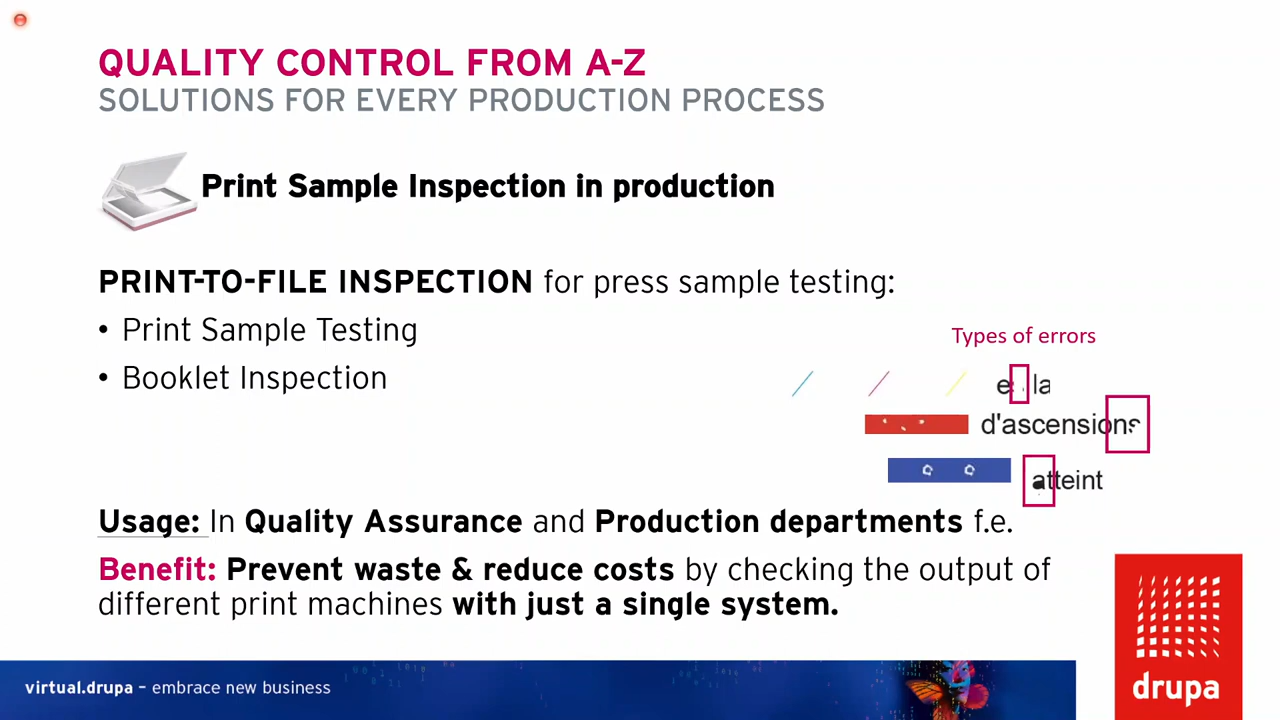 QUALITY CONTROL FROM A-Z
SOLUTIONS FOR EVERY PRODUCTION PROCESS
Print Sample Inspection in production
PRINT-TO-FILE INSPECTION for press sample testing:
• Print Sample Testing
• Booklet Inspection
Types of errors
la
d'ascensions
atteint
Usage: In Quality Assurance and Production departments f.e.
Benefit: Prevent waste & reduce costs by checking the output of
different print machines with just a single system.
virtual.drupa – embrace new business
drupa